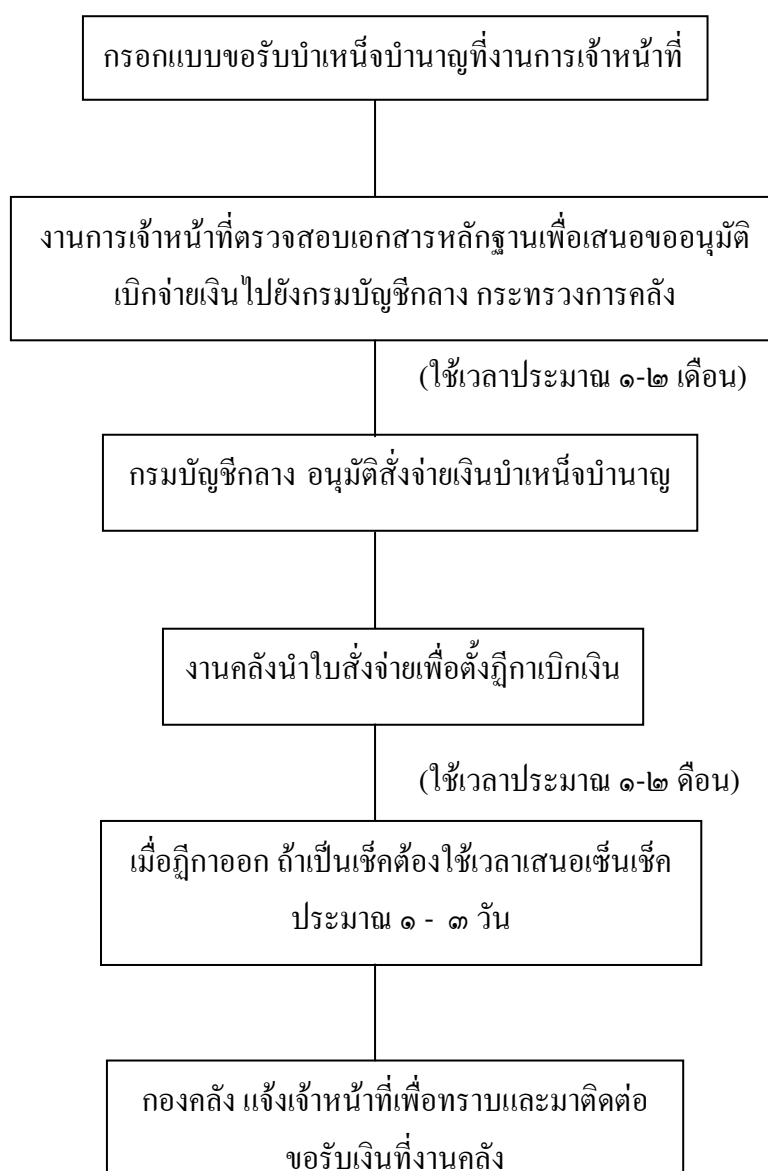 กรอกแบบขอรับบำเหน็จบำนาญที่งานการเจ้าหน้าที่
งานการเจ้าหน้าที่ตรวจสอบเอกสารหลักฐานเพื่อเสนอขออนุมัติ
เบิกจ่ายเงินไปยังกรมบัญชีกลาง กระทรวงการคลัง
(ใช้เวลาประมาณ ๑-๒ เดือน)
กรมบัญชีกลาง อนุมัติสั่งจ่ายเงินบำเหน็จบำนาญ
งานคลังนำใบสั่งจ่ายเพื่อตั้งฎีกาเบิกเงิน
(ใช้เวลาประมาณ ๑-๒ ดือน)
เมื่อฎีกาออก ถ้าเป็นเช็คต้องใช้เวลาเสนอเซ็นเช็ค
ประมาณ ๑ - ๓ วัน
กองคลัง แจ้งเจ้าหน้าที่เพื่อทราบและมาติดต่อ
ขอรับเงินที่งานคลัง